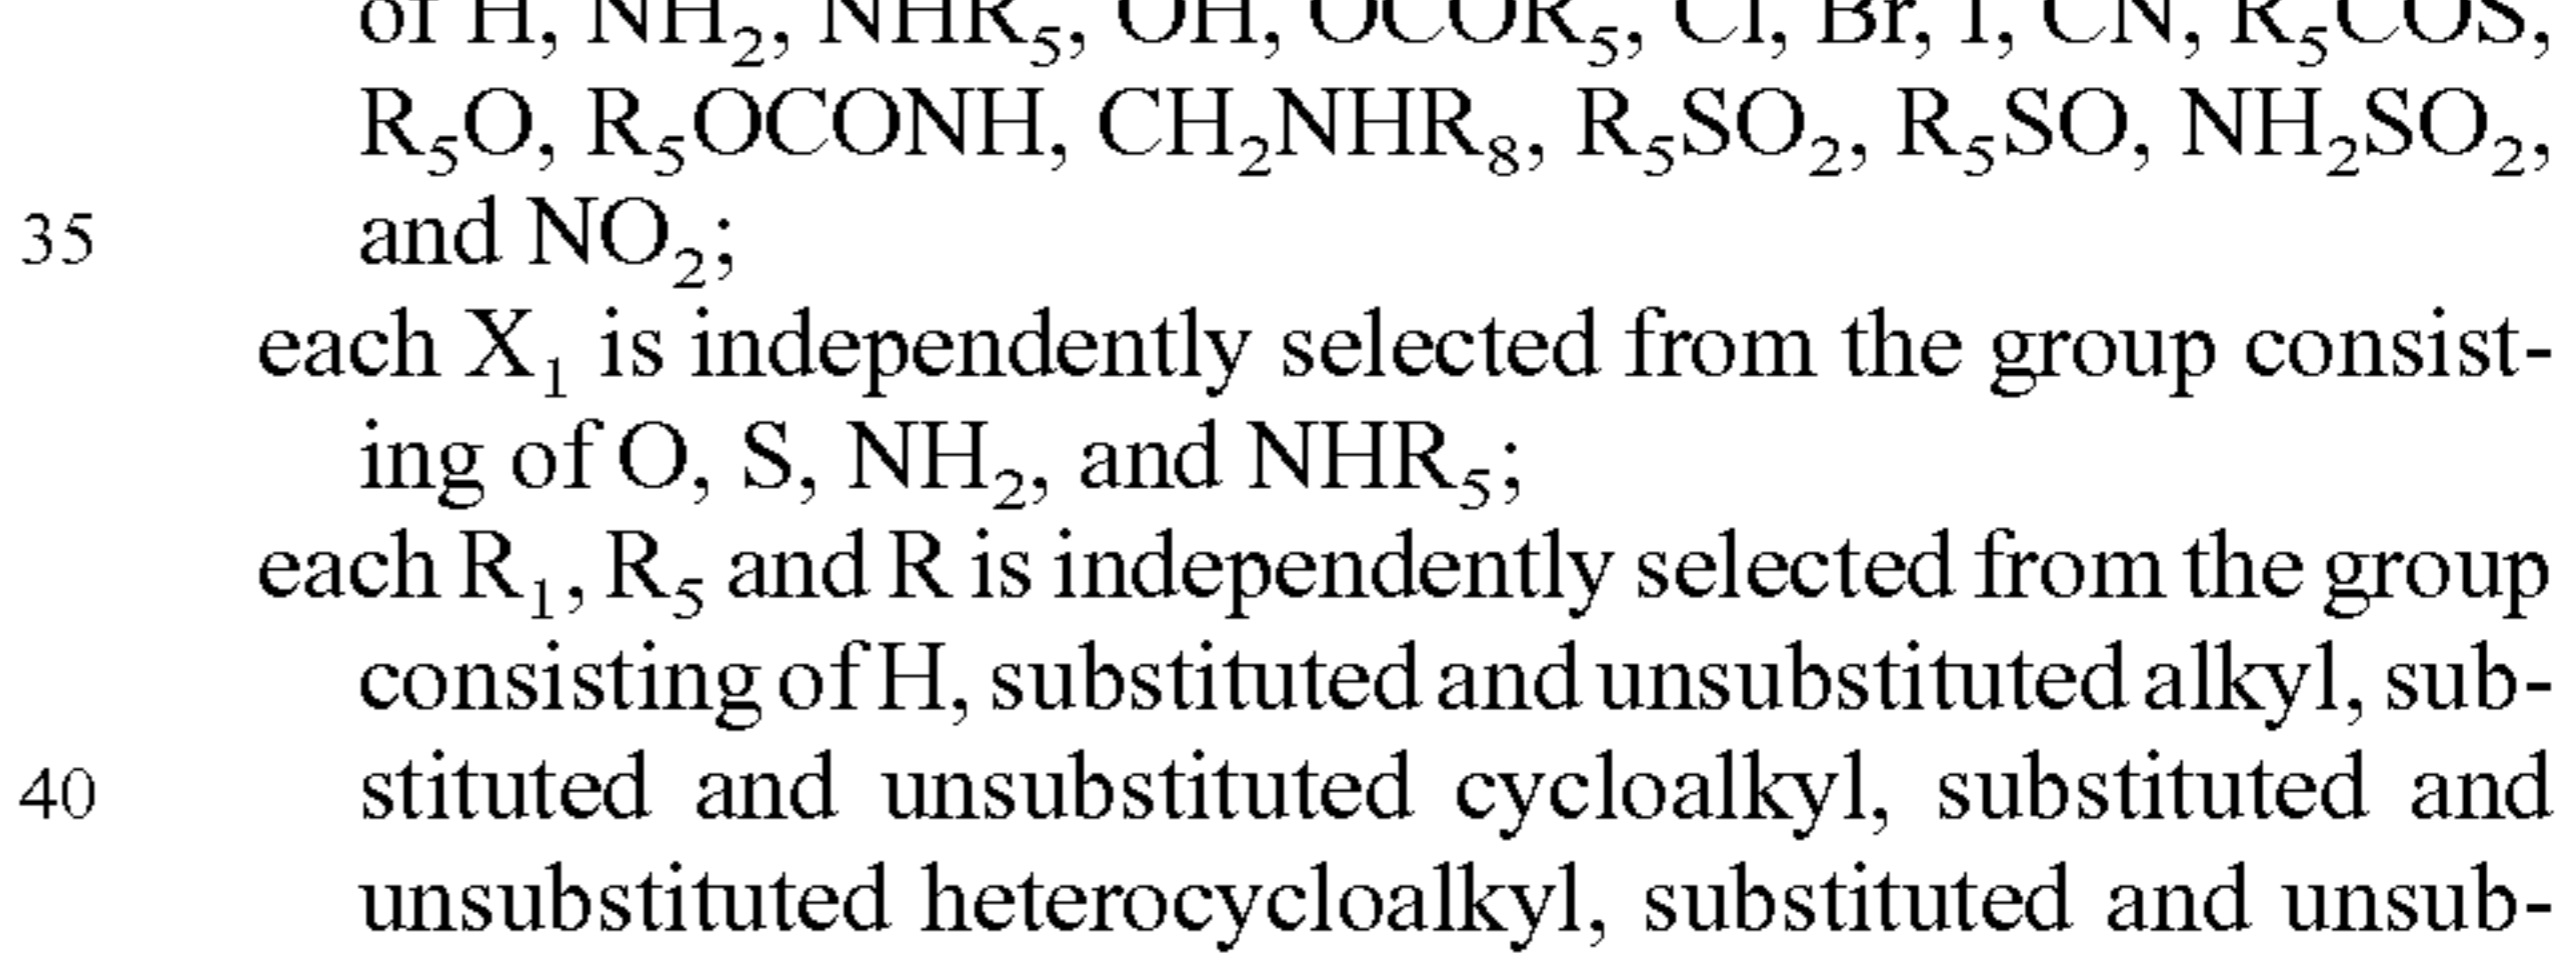 of H, NH₂, NHR₅, OH, OCOR₅, Cl, Br, I, CN, R₅COS,
R₅O, R₅OCONH, CH₂NHR₈, R₅SO₂, R₅SO, NH₂SO₂,
35 and NO₂;
each X₁ is independently selected from the group consist-
ing of O, S, NH₂, and NHR₅;
each R₁, R₅ and R is independently selected from the group
consisting of H, substituted and unsubstituted alkyl, sub-
40 stituted and unsubstituted cycloalkyl, substituted and
unsubstituted heterocycloalkyl, substituted and unsub-